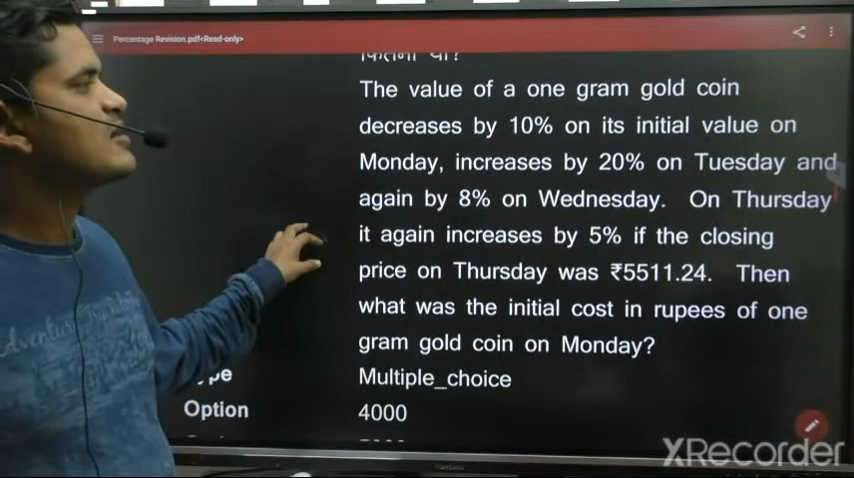 Percentage Revision.pdf<Read-only>
कितना था?
The value of a one gram gold coin
decreases by 10% on its initial value on
Monday, increases by 20% on Tuesday and
again by 8% on Wednesday. On Thursday
it again increases by 5% if the closing
price on Thursday was ₹5511.24. Then
what was the initial cost in rupees of one
gram gold coin on Monday?
Multiple_choice
Option 4000
XRecorder